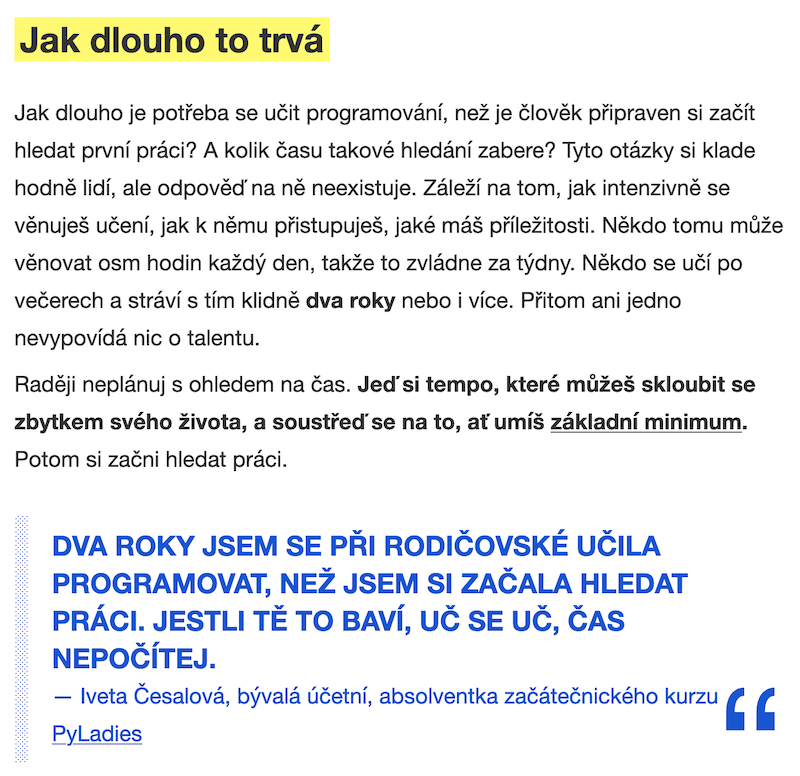 Jak dlouho to trvá
Jak dlouho je potřeba se učit programování, než je člověk připraven si začít
hledat první práci? A kolik času takové hledání zabere? Tyto otázky si klade
hodně lidí, ale odpověď na ně neexistuje. Záleží na tom, jak intenzivně se
věnuješ učení, jak k němu přistupuješ, jaké máš příležitosti. Někdo tomu může
věnovat osm hodin každý den, takže to zvládne za týdny. Někdo se učí po
večerech a stráví s tím klidně dva roky nebo i více. Přitom ani jedno
nevypovídá nic o talentu.
Raději neplánuj s ohledem na čas. Jeď si tempo, které můžeš skloubit se
zbytkem svého života, a soustřeď se na to, ať umíš základní minimum.
Potom si začni hledat práci.
DVA ROKY JSEM SE PŘI RODIČOVSKÉ UČILA
PROGRAMOVAT, NEŽ JSEM SI ZAČALA HLEDAT
PRÁCI. JESTLI TĚ TO BAVÍ, UČ SE UČ, ČAS
NEPOČÍTEJ.
— Iveta Česalová, bývalá účetní, absolventka začátečnického kurzu
PyLadies